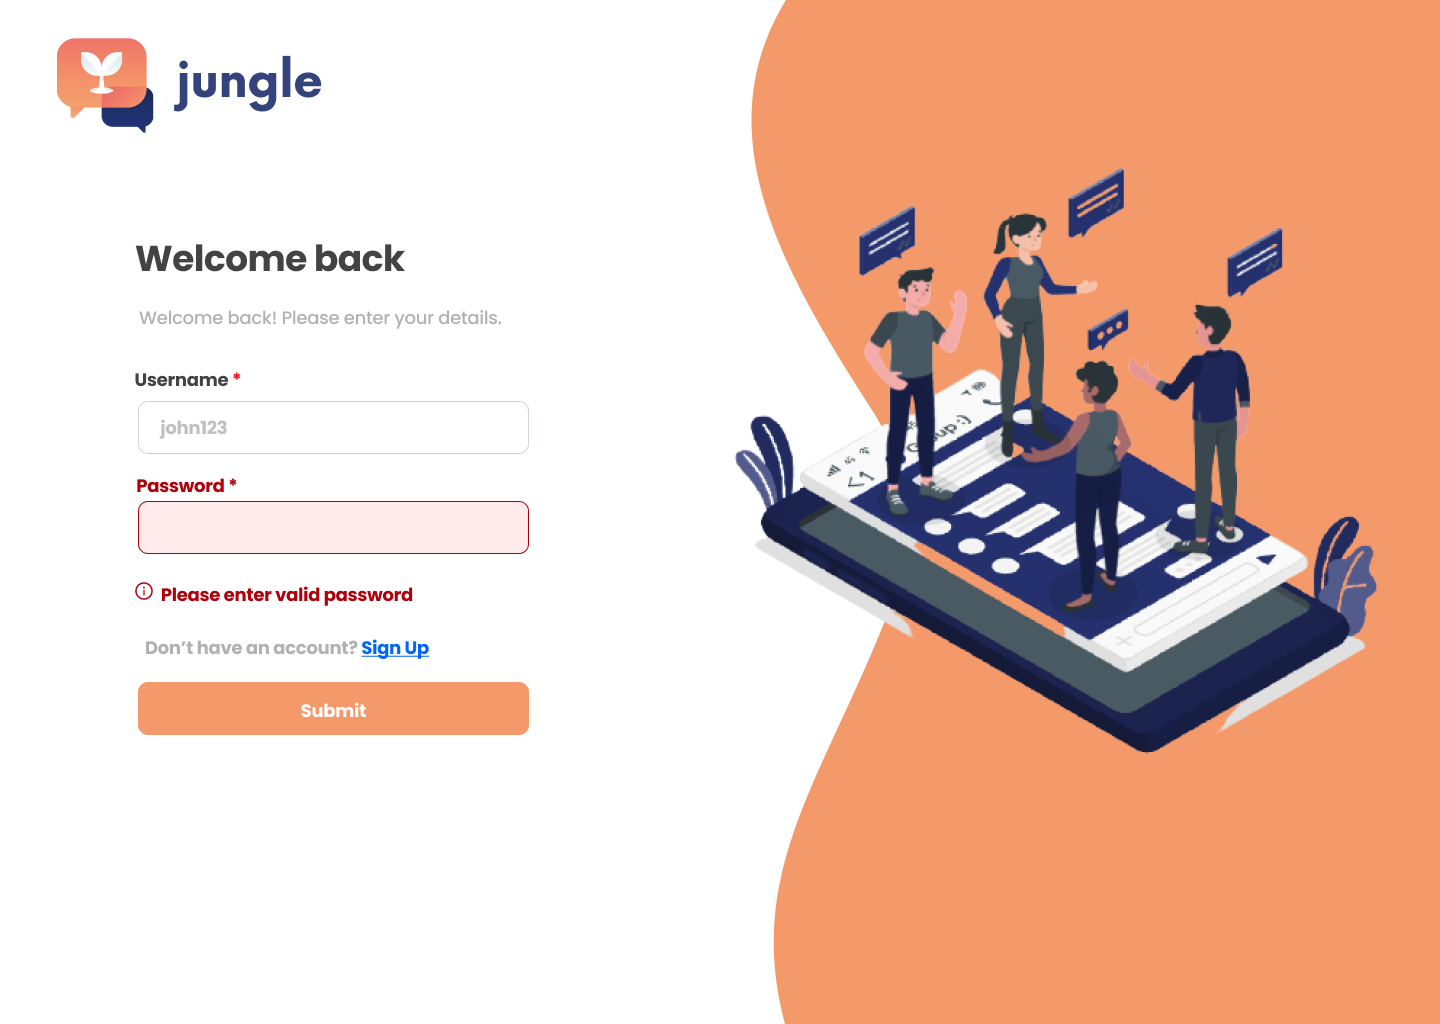 jungle
Welcome back
Welcome back! Please enter your details.
Username *
john123
Password *
Please enter valid password
Don’t have an account? Sign Up
Submit